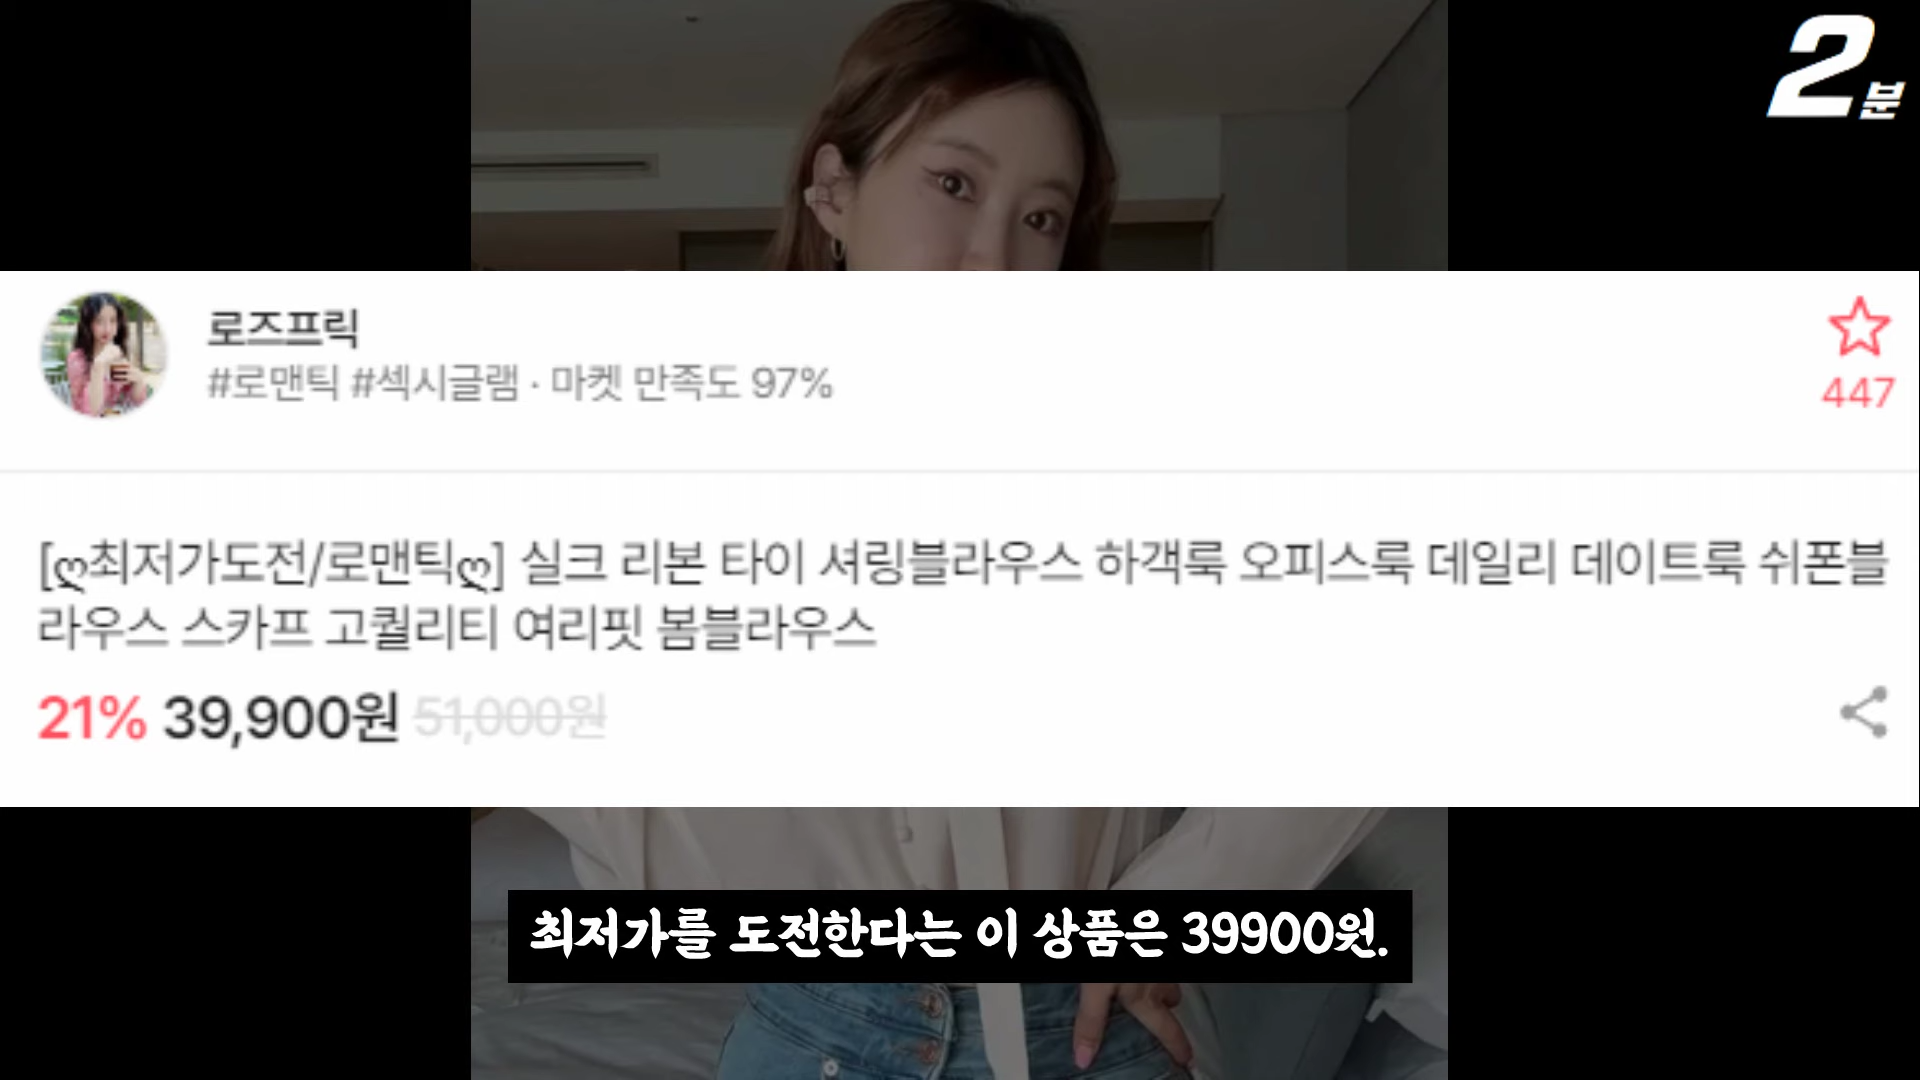 2분
로즈프릭
#로맨틱 #섹시글램 · 마켓 만족도 97%
447
[ღ최저가도전/로맨틱ღ] 실크 리본 타이 셔링블라우스 하객룩 오피스룩 데일리 데이트룩 쉬폰블
라우스 스카프 고퀄리티 여리핏 봄블라우스
21% 39,900원 51,000원
최저가를 도전한다는 이 상품은 39900원.